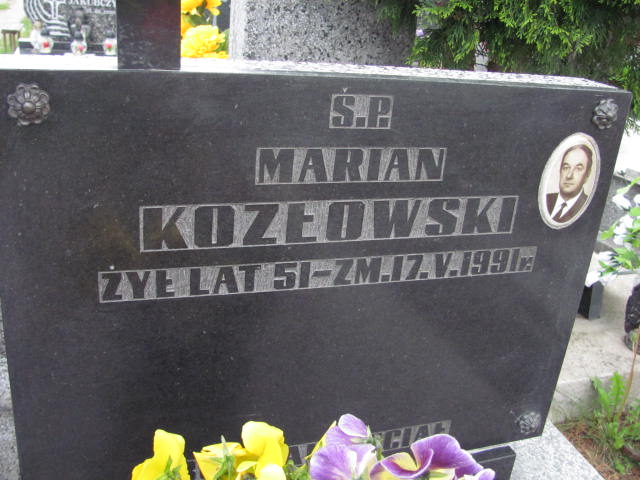 Ś.P.
MARIAN
KOZŁOWSKI
ŻYŁ LAT 51-ZM.17.V.1991r.